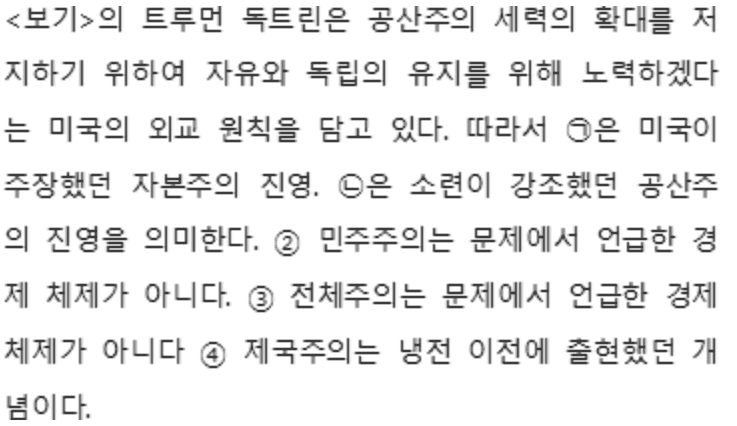 <보기>의 트루먼 독트린은 공산주의 세력의 확대를 저
지하기 위하여 자유와 독립의 유지를 위해 노력하겠다
는 미국의 외교 원칙을 담고 있다. 따라서 ㉠은 미국이
주장했던 자본주의 진영. ㉡은 소련이 강조했던 공산주
의 진영을 의미한다. ② 민주주의는 문제에서 언급한 경
제 체제가 아니다. ③ 전체주의는 문제에서 언급한 경제
체제가 아니다 ④ 제국주의는 냉전 이전에 출현했던 개
념이다.